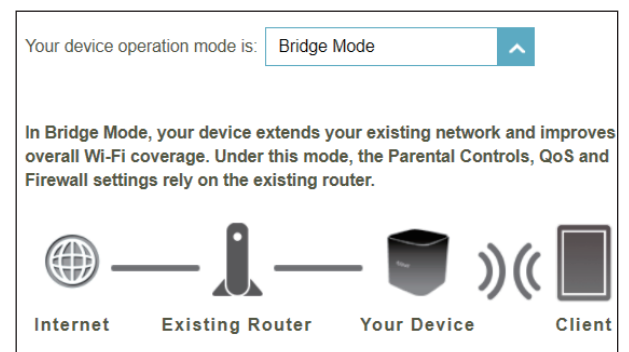 Your device operation mode is: Bridge Mode
In Bridge Mode, your device extends your existing network and improves
overall Wi-Fi coverage. Under this mode, the Parental Controls, QoS and
Firewall settings rely on the existing router.
Internet Existing Router Your Device Client